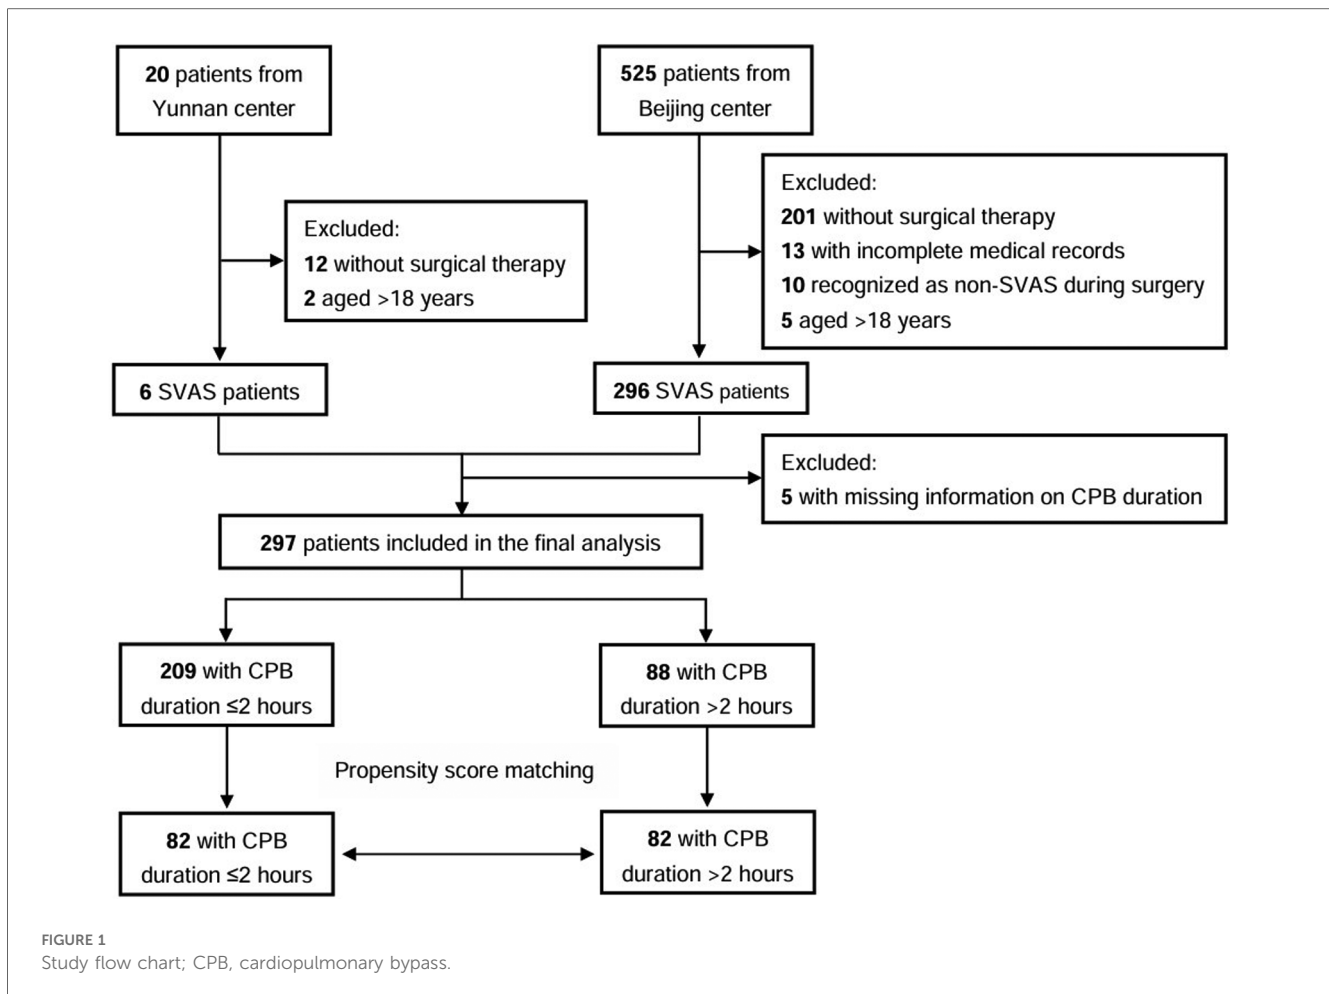 20 patients from
Yunnan center
525 patients from
Beijing center
Excluded:
12 without surgical therapy
2 aged >18 years
Excluded:
201 without surgical therapy
13 with incomplete medical records
10 recognized as non-SVAS during surgery
5 aged >18 years
6 SVAS patients
296 SVAS patients
Excluded:
5 with missing information on CPB duration
297 patients included in the final analysis
209 with CPB
duration ≤2 hours
88 with CPB
duration >2 hours
Propensity score matching
82 with CPB
duration ≤2 hours
82 with CPB
duration >2 hours
FIGURE 1
Study flow chart; CPB, cardiopulmonary bypass.